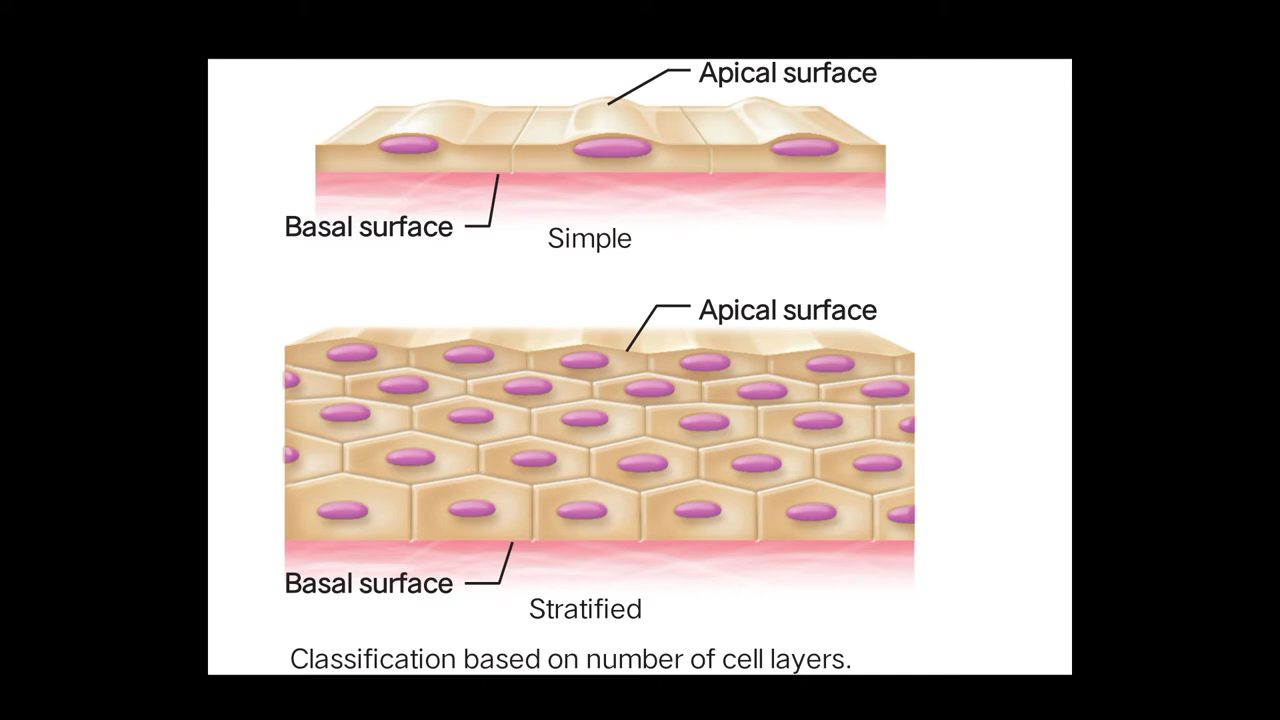 Apical surface
Basal surface
Simple
Apical surface
Basal surface
Stratified
Classification based on number of cell layers.